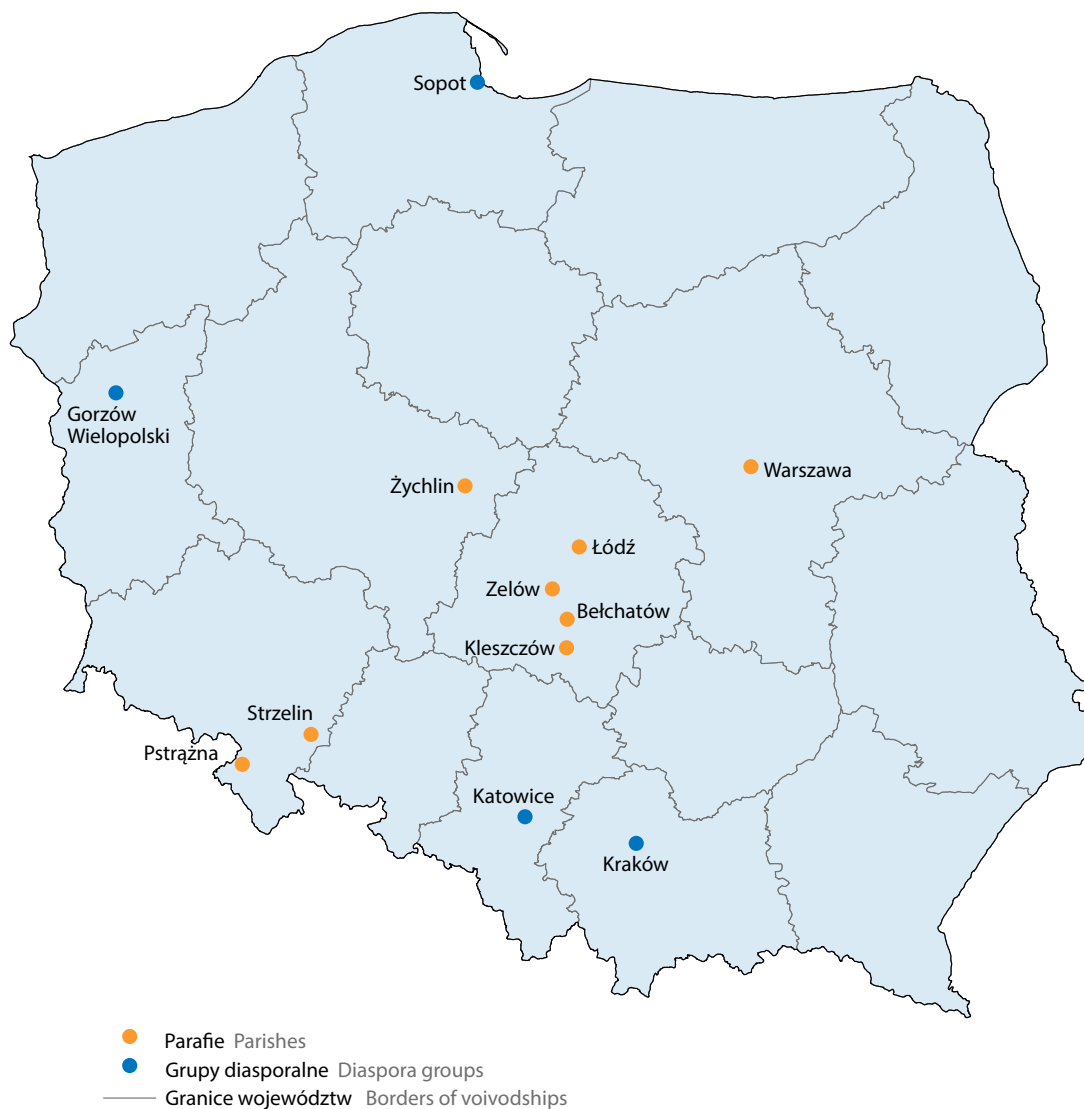 Sopot
Gorzów
Wielopolski
Żychlin
Warszawa
Łódź
Zelów
Bełchatów
Kleszczów
Strzelin
Pstrążna
Katowice
Kraków
Parafie Parishes
Grupy diasporalne Diaspora groups
Granice województw Borders of voivodships